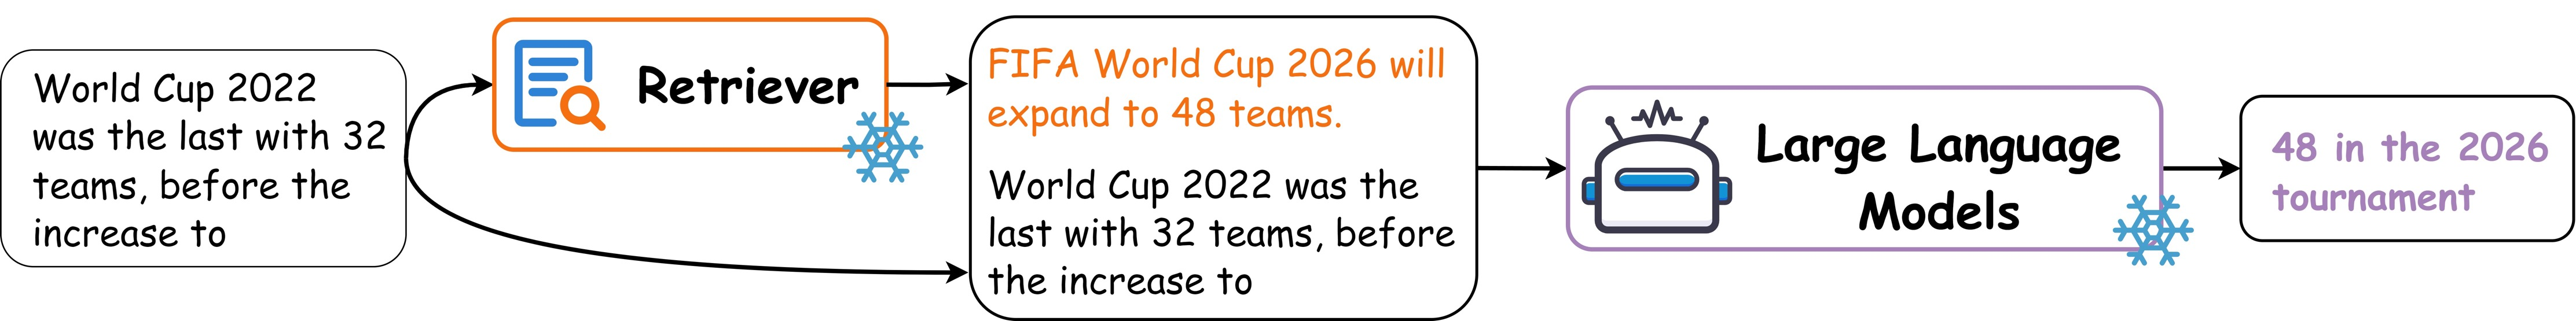 World Cup 2022
was the last with 32
teams, before the
increase to
Retriever
FIFA World Cup 2026 will
expand to 48 teams.
World Cup 2022 was the
last with 32 teams, before
the increase to
Large Language
Models
48 in the 2026
tournament